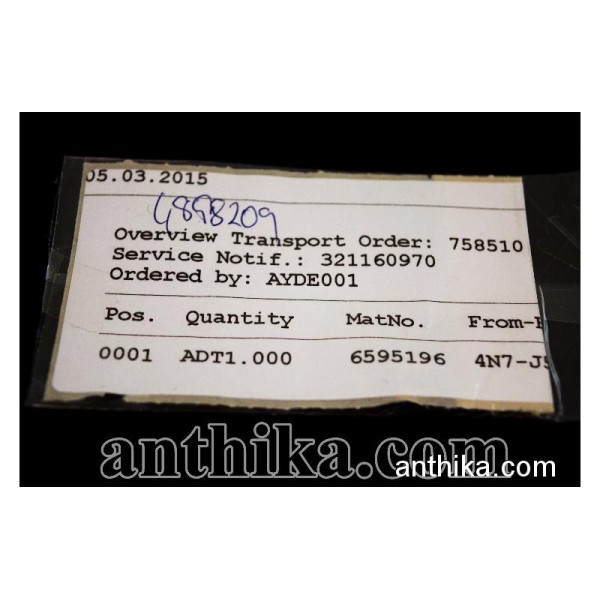 05.03.2015
4898209
Overview Transport Order: 758510
Service Notif.: 321160970
Ordered by: AYDE001
Pos. Quantity MatNo. From-
0001 ADT1.000 6595196 4N7-J
anthika.com
anthika.com